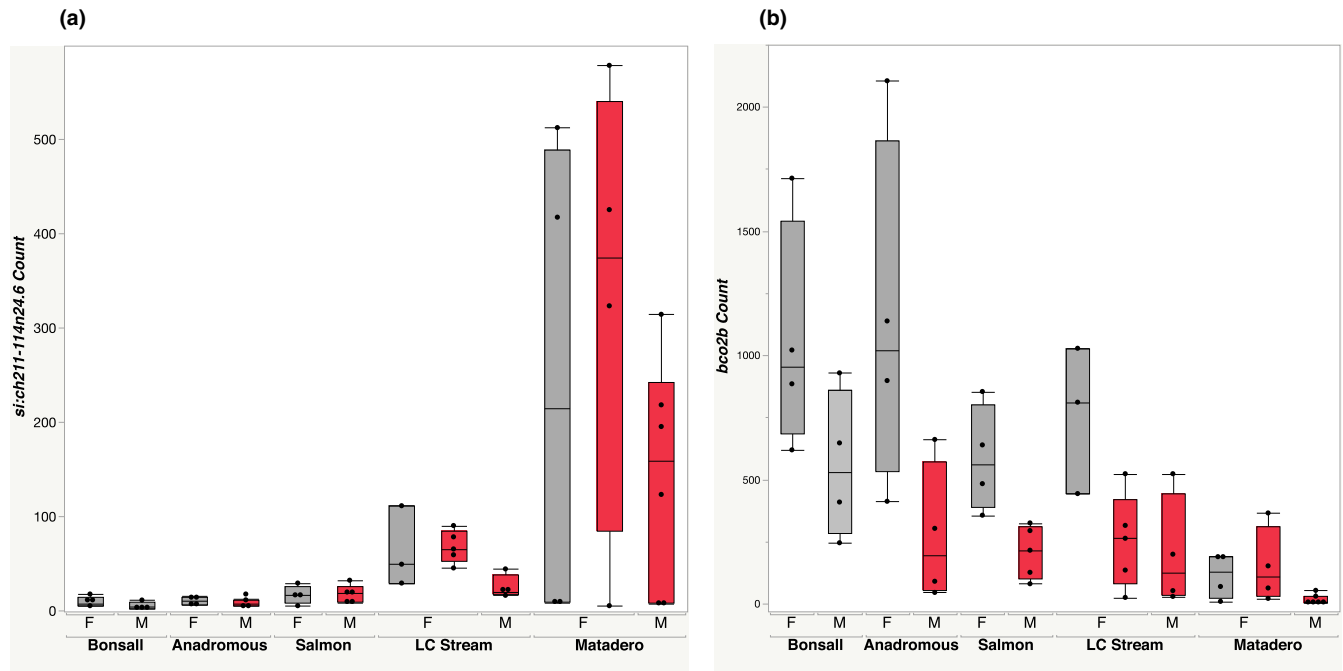 (a)
si:ch211-114n24.6 Count
500
400
300
200
100
0
F M F M F M F M F M
Bonsall Anadromous Salmon LC Stream Matadero
(b)
bco2b Count
2000
1500
1000
500
0
F M F M F M F M F M
Bonsall Anadromous Salmon LC Stream Matadero